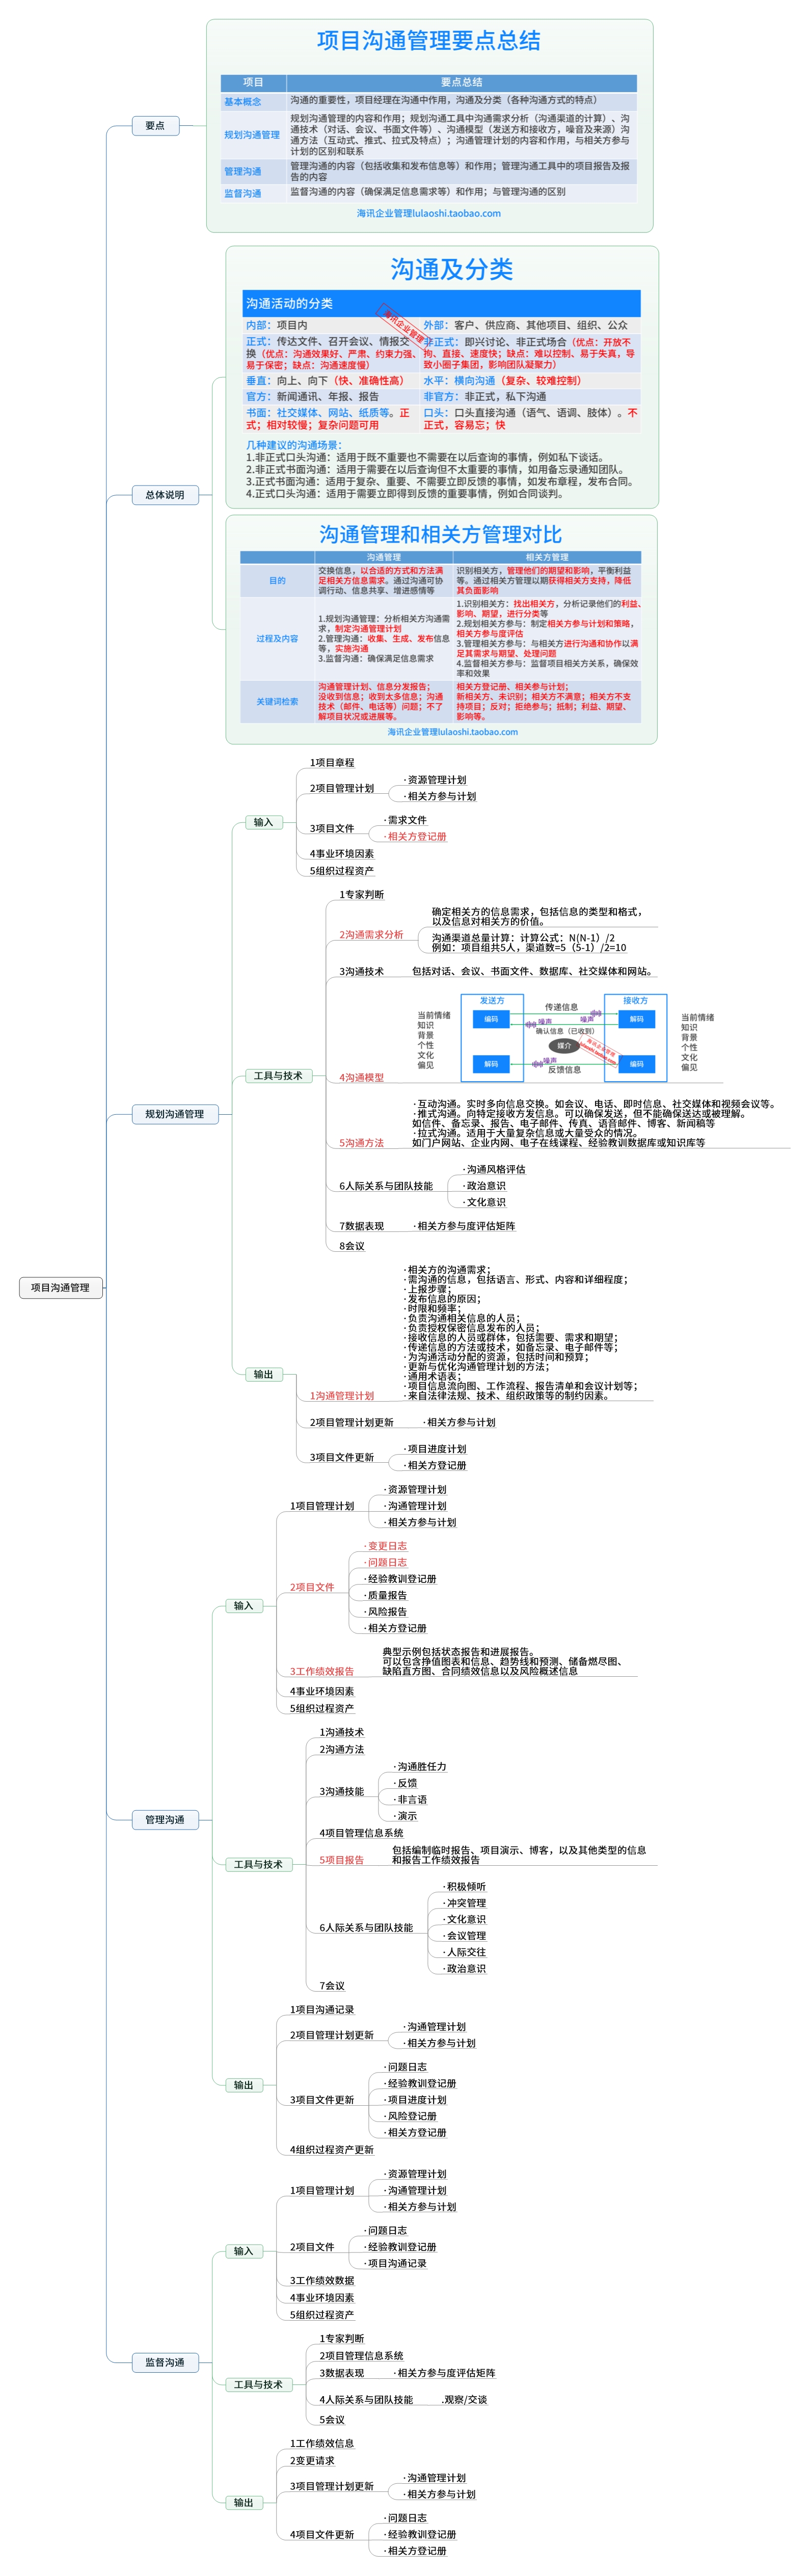 项目沟通管理
要点
项目沟通管理要点总结
项目 要点总结
基本概念 沟通的重要性，项目经理在沟通中作用，沟通及分类（各种沟通方式的特点）
规划沟通管理 规划沟通管理的内容和作用；规划沟通工具中沟通需求分析（沟通渠道的计算）、沟
通技术（对话、会议、书面文件等）、沟通模型（发送方和接收方，噪音及来源）沟
通方法（互动式、推式、拉式及特点）；沟通管理计划的内容和作用，与相关方参与
计划的区别和联系
管理沟通 管理沟通的内容（包括收集和发布信息等）和作用；管理沟通工具中的项目报告及报
告的内容
监督沟通 监督沟通的内容（确保满足信息需求等）和作用；与管理沟通的区别
海讯企业管理lulaoshi.taobao.com
总体说明
沟通及分类
沟通活动的分类
海讯企业管理
内部：项目内 外部：客户、供应商、其他项目、组织、公众
正式：传达文件、召开会议、情报交
换（优点：沟通效果好、严肃、约束力强、
易于保密；缺点：沟通速度慢）
非正式：即兴讨论、非正式场合（优点：开放不
拘、直接、速度快；缺点：难以控制、易于失真，导
致小圈子集团，影响团队凝聚力）
垂直：向上、向下（快、准确性高） 水平：横向沟通（复杂、较难控制）
官方：新闻通讯、年报、报告 非官方：非正式，私下沟通
书面：社交媒体、网站、纸质等。正
式；相对较慢；复杂问题可用
口头：口头直接沟通（语气、语调、肢体）。不
正式，容易忘；快
几种建议的沟通场景：
1.非正式口头沟通：适用于既不重要也不需要在以后查询的事情，例如私下谈话。
2.非正式书面沟通：适用于需要在以后查询但不太重要的事情，如用备忘录通知团队。
3.正式书面沟通：适用于复杂、重要、不需要立即反馈的事情，如发布章程，发布合同。
4.正式口头沟通：适用于需要立即得到反馈的重要事情，例如合同谈判。
沟通管理和相关方管理对比
沟通管理 相关方管理
目的
交换信息，以合适的方式和方法满
足相关方信息需求。通过沟通可协
调行动、信息共享、增进感情等
识别相关方，管理他们的期望和影响，平衡利益
等。通过相关方管理以期获得相关方支持，降低
其负面影响
过程及内容
1.规划沟通管理：分析相关方沟通需
求，制定沟通管理计划
2.管理沟通：收集、生成、发布信息
等，实施沟通
3.监督沟通：确保满足信息需求
1.识别相关方：找出相关方，分析记录他们的利益、
影响、期望，进行分类等
2.规划相关方参与：制定相关方参与计划和策略，
相关方参与度评估
3.管理相关方参与：与相关方进行沟通和协作以满
足其需求与期望、处理问题
4.监督相关方参与：监督项目相关方关系，确保效
率和效果
关键词检索
沟通管理计划、信息分发报告；
没收到信息；收到太多信息；沟通
技术（邮件、电话等）问题；不了
解项目状况或进展等。
相关方登记册、相关参与计划；
新相关方、未识别；相关方不满意；相关方不支
持项目；反对；拒绝参与；抵制；利益、期望、
影响等。
海讯企业管理lulaoshi.taobao.com
规划沟通管理
输入
1项目章程
2项目管理计划
·资源管理计划
·相关方参与计划
3项目文件
·需求文件
·相关方登记册
4事业环境因素
5组织过程资产
工具与技术
1专家判断
2沟通需求分析
确定相关方的信息需求，包括信息的类型和格式，
以及信息对相关方的价值。
沟通渠道总量计算：计算公式：N(N-1）/2
例如：项目组共5人，渠道数=5（5-1）/2=10
3沟通技术
包括对话、会议、书面文件、数据库、社交媒体和网站。
4沟通模型
当前情绪
知识
背景
个性
文化
偏见
发送方
编码
解码
传递信息
噪声
噪声
确认信息（已收到）
媒介
噪声
反馈信息
接收方
解码
编码
当前情绪
知识
背景
个性
文化
偏见
5沟通方法
·互动沟通。实时多向信息交换。如会议、电话、即时信息、社交媒体和视频会议等。
·推式沟通。向特定接收方发信息。可以确保发送，但不能确保送达或被理解。
如信件、备忘录、报告、电子邮件、传真、语音邮件、博客、新闻稿等
·拉式沟通。适用于大量复杂信息或大量受众的情况。
如门户网站、企业内网、电子在线课程、经验教训数据库或知识库等
6人际关系与团队技能
·沟通风格评估
·政治意识
·文化意识
7数据表现
·相关方参与度评估矩阵
8会议
输出
1沟通管理计划
·相关方的沟通需求；
·需沟通的信息，包括语言、形式、内容和详细程度；
·上报步骤；
·发布信息的原因；
·时限和频率；
·负责沟通相关信息的人员；
·负责授权保密信息发布的人员；
·接收信息的人员或群体，包括需要、需求和期望；
·传递信息的方法或技术，如备忘录、电子邮件等；
·为沟通活动分配的资源，包括时间和预算；
·更新与优化沟通管理计划的方法；
·通用术语表；
·项目信息流向图、工作流程、报告清单和会议计划等；
·来自法律法规、技术、组织政策等的制约因素。
2项目管理计划更新
·相关方参与计划
3项目文件更新
·项目进度计划
·相关方登记册
管理沟通
输入
1项目管理计划
·资源管理计划
·沟通管理计划
·相关方参与计划
2项目文件
·变更日志
·问题日志
·经验教训登记册
·质量报告
·风险报告
·相关方登记册
3工作绩效报告
典型示例包括状态报告和进展报告。
可以包含挣值图表和信息、趋势线和预测、储备燃尽图、
缺陷直方图、合同绩效信息以及风险概述信息
4事业环境因素
5组织过程资产
工具与技术
1沟通技术
2沟通方法
3沟通技能
·沟通胜任力
·反馈
·非言语
·演示
4项目管理信息系统
5项目报告
包括编制临时报告、项目演示、博客，以及其他类型的信息
和报告工作绩效报告
6人际关系与团队技能
·积极倾听
·冲突管理
·文化意识
·会议管理
·人际交往
·政治意识
7会议
输出
1项目沟通记录
2项目管理计划更新
·沟通管理计划
·相关方参与计划
3项目文件更新
·问题日志
·经验教训登记册
·项目进度计划
·风险登记册
·相关方登记册
4组织过程资产更新
监督沟通
输入
1项目管理计划
·资源管理计划
·沟通管理计划
·相关方参与计划
2项目文件
·问题日志
·经验教训登记册
·项目沟通记录
3工作绩效数据
4事业环境因素
5组织过程资产
工具与技术
1专家判断
2项目管理信息系统
3数据表现
·相关方参与度评估矩阵
4人际关系与团队技能
.观察/交谈
5会议
输出
1工作绩效信息
2变更请求
3项目管理计划更新
·沟通管理计划
·相关方参与计划
4项目文件更新
·问题日志
·经验教训登记册
·相关方登记册